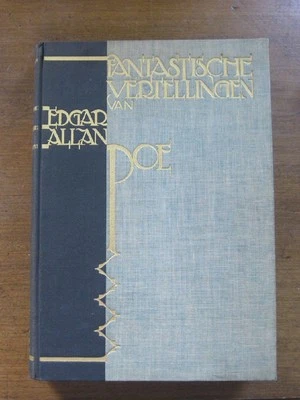 FANTASTISCHE
VERTELLINGEN
VAN
EDGAR
ALLAN
POE